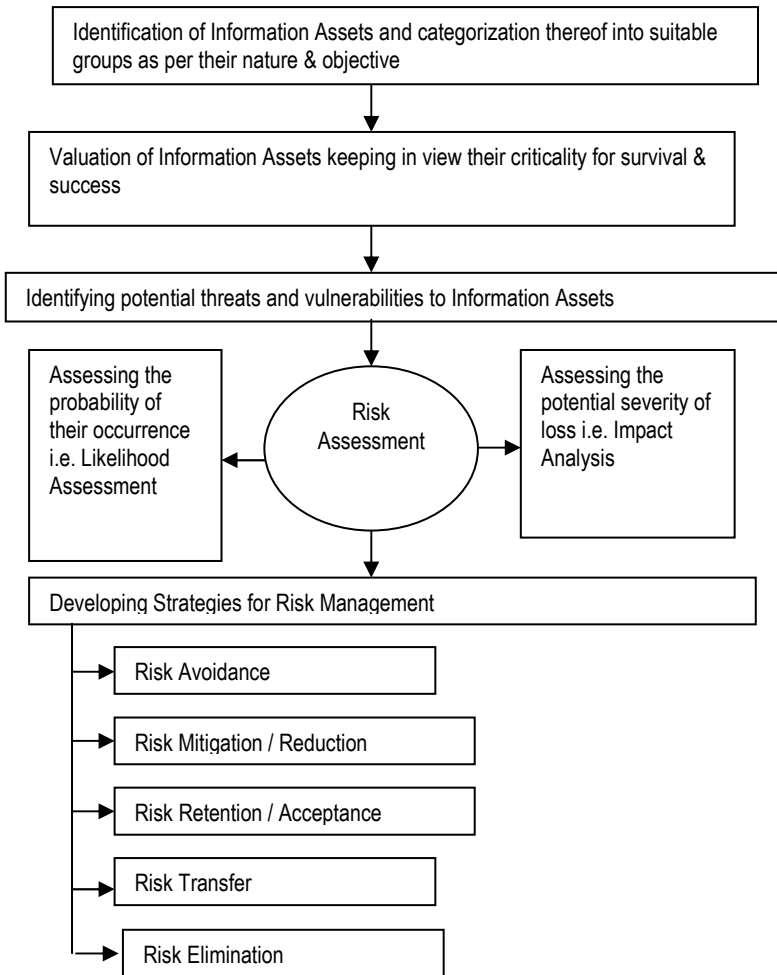 Identification of Information Assets and categorization thereof into suitable
groups as per their nature & objective
Valuation of Information Assets keeping in view their criticality for survival &
success
Identifying potential threats and vulnerabilities to Information Assets
Assessing the
probability of
their occurrence
i.e. Likelihood
Assessment
Risk
Assessment
Assessing the
potential severity of
loss i.e. Impact
Analysis
Developing Strategies for Risk Management
Risk Avoidance
Risk Mitigation / Reduction
Risk Retention / Acceptance
Risk Transfer
Risk Elimination